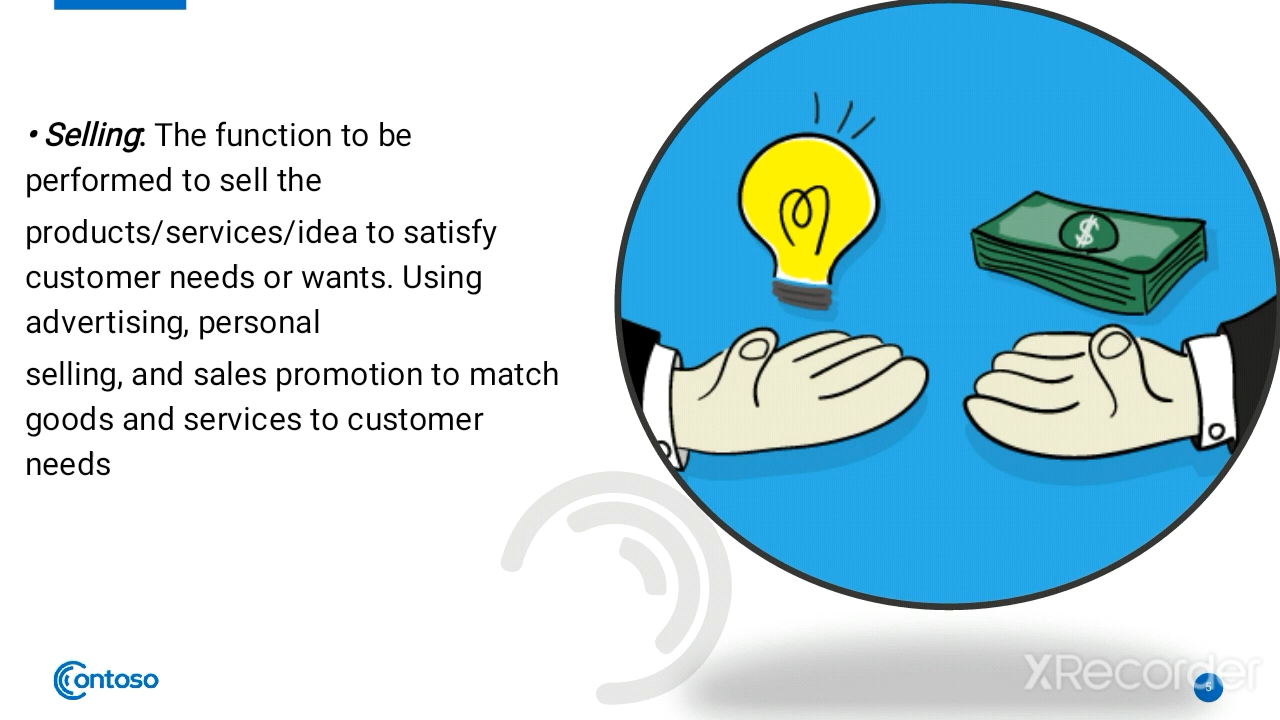 • Selling: The function to be
performed to sell the
products/services/idea to satisfy
customer needs or wants. Using
advertising, personal
selling, and sales promotion to match
goods and services to customer
needs
$
Contoso
XRecorder
5